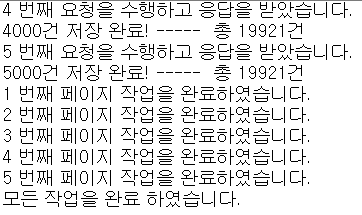 4 번째 요청을 수행하고 응답을 받았습니다.
4000건 저장 완료! ----- 총 19921건
5 번째 요청을 수행하고 응답을 받았습니다.
5000건 저장 완료! ----- 총 19921건
1 번째 페이지 작업을 완료하였습니다.
2 번째 페이지 작업을 완료하였습니다.
3 번째 페이지 작업을 완료하였습니다.
4 번째 페이지 작업을 완료하였습니다.
5 번째 페이지 작업을 완료하였습니다.
모든 작업을 완료 하였습니다.